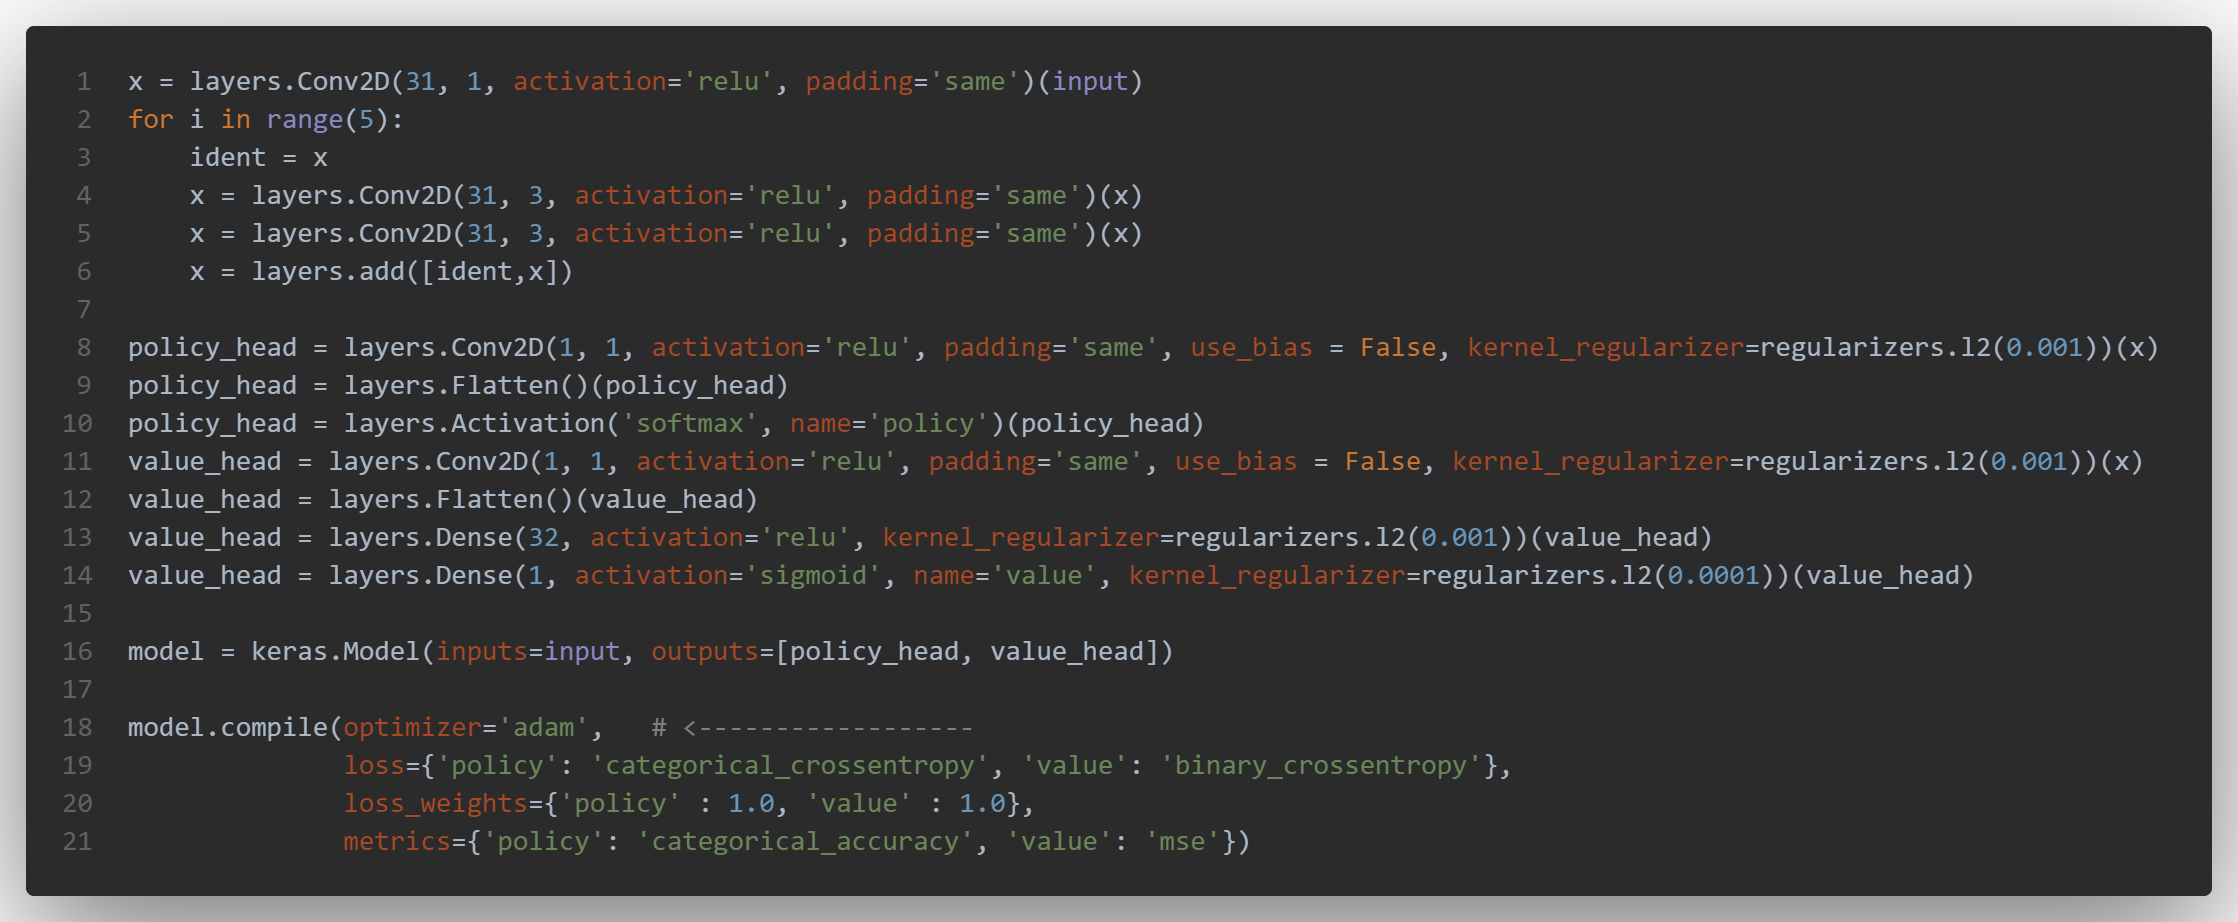 1 x = layers.Conv2D(31, 1, activation='relu', padding='same')(input)
2 for i in range(5):
3     ident = x
4     x = layers.Conv2D(31, 3, activation='relu', padding='same')(x)
5     x = layers.Conv2D(31, 3, activation='relu', padding='same')(x)
6     x = layers.add([ident,x])
7
8 policy_head = layers.Conv2D(1, 1, activation='relu', padding='same', use_bias = False, kernel_regularizer=regularizers.l2(0.001))(x)
9 policy_head = layers.Flatten()(policy_head)
10 policy_head = layers.Activation('softmax', name='policy')(policy_head)
11 value_head = layers.Conv2D(1, 1, activation='relu', padding='same', use_bias = False, kernel_regularizer=regularizers.l2(0.001))(x)
12 value_head = layers.Flatten()(value_head)
13 value_head = layers.Dense(32, activation='relu', kernel_regularizer=regularizers.l2(0.001))(value_head)
14 value_head = layers.Dense(1, activation='sigmoid', name='value', kernel_regularizer=regularizers.l2(0.0001))(value_head)
15
16 model = keras.Model(inputs=input, outputs=[policy_head, value_head])
17
18 model.compile(optimizer='adam',   # <------------------
19               loss={'policy': 'categorical_crossentropy', 'value': 'binary_crossentropy'},
20               loss_weights={'policy' : 1.0, 'value' : 1.0},
21               metrics={'policy': 'categorical_accuracy', 'value': 'mse'})